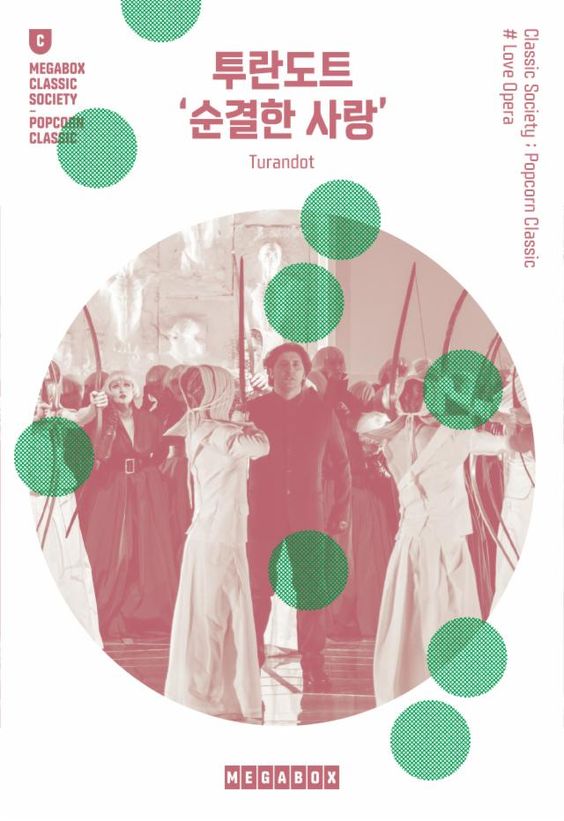 C
MEGABOX
CLASSIC
SOCIETY
–
POPCORN
CLASSIC
투란도트
‘순결한 사랑’
Turandot
Classic Society ; Popcorn Classic
# Love Opera
MEGABOX